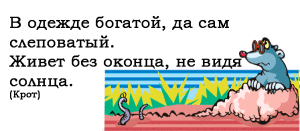 В одежде богатой, да сам
слеповатый.
Живет без оконца, не видя
солнца.
(Крот)